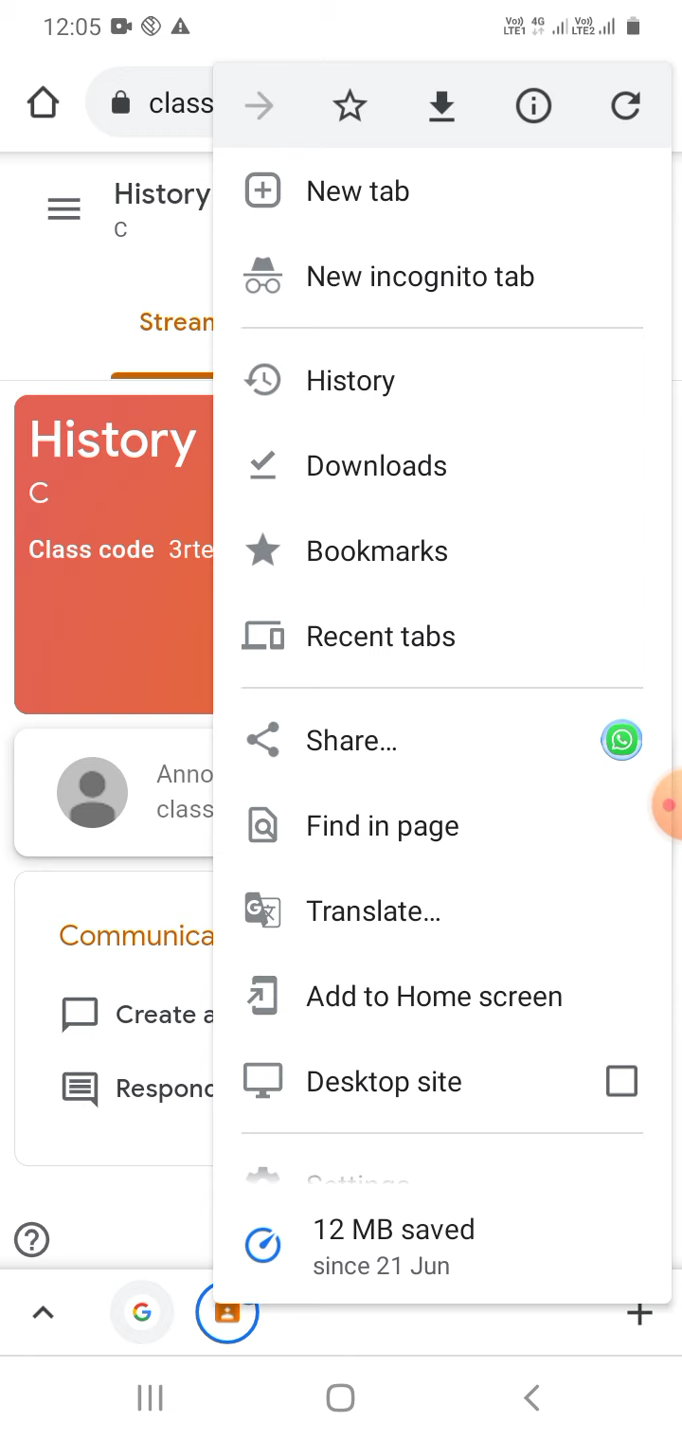 12:05
Vo)) 4G
LTE1
Vo))
LTE2
class
History
C
Stream
History
C
Class code 3rte
Anno
class
Communica
Create a
Respond
New tab
New incognito tab
History
Downloads
Bookmarks
Recent tabs
Share...
Find in page
Translate...
Add to Home screen
Desktop site
Settings
12 MB saved
since 21 Jun